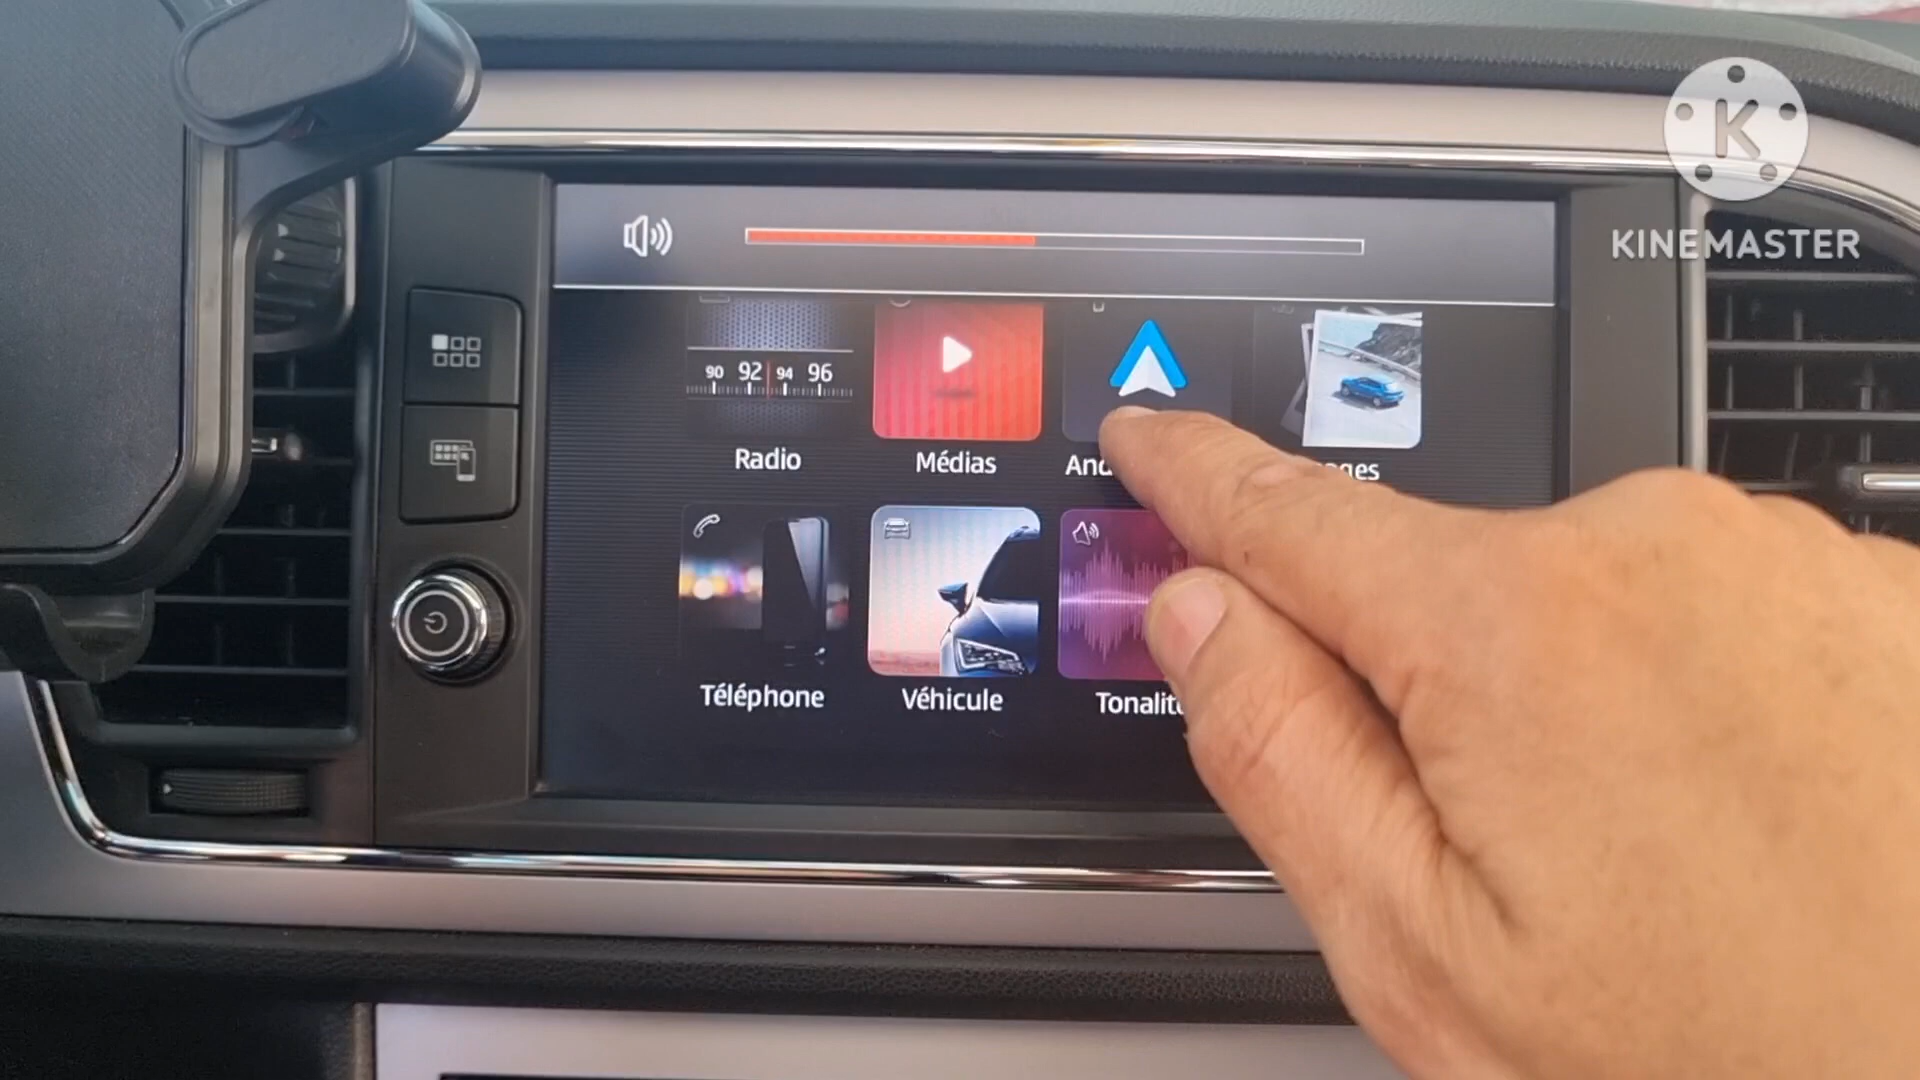 K
KINEMASTER
90 92 94 96
Radio
Médias
Téléphone
Véhicule